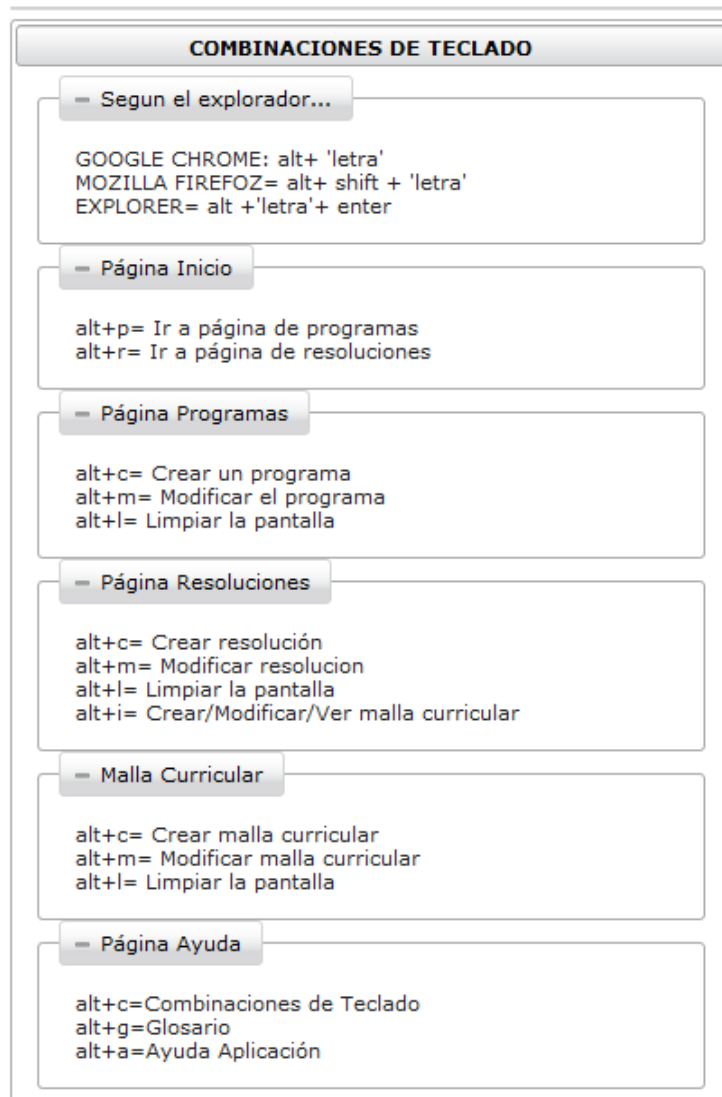 COMBINACIONES DE TECLADO
Segun el explorador...
GOOGLE CHROME: alt+ 'letra'
MOZILLA FIREFOZ= alt+ shift + 'letra'
EXPLORER= alt +'letra'+ enter
Página Inicio
alt+p= Ir a página de programas
alt+r= Ir a página de resoluciones
Página Programas
alt+c= Crear un programa
alt+m= Modificar el programa
alt+l= Limpiar la pantalla
Página Resoluciones
alt+c= Crear resolución
alt+m= Modificar resolucion
alt+l= Limpiar la pantalla
alt+i= Crear/Modificar/Ver malla curricular
Malla Curricular
alt+c= Crear malla curricular
alt+m= Modificar malla curricular
alt+l= Limpiar la pantalla
Página Ayuda
alt+c=Combinaciones de Teclado
alt+g=Glosario
alt+a=Ayuda Aplicación